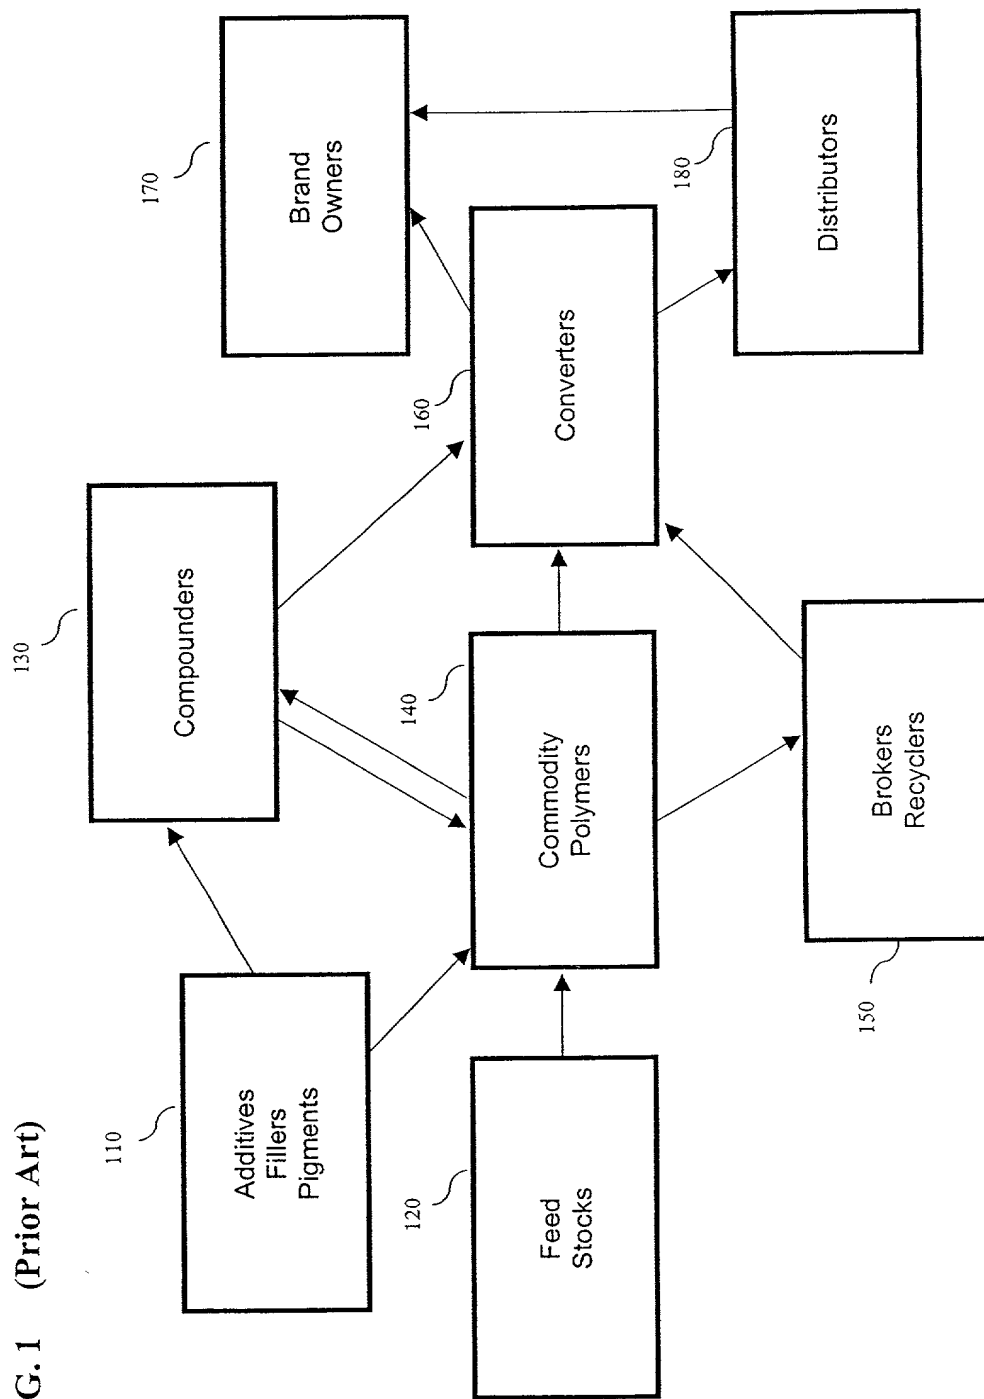 G. 1 (Prior Art)
110
Additives
Fillers
Pigments
120
Feed
Stocks
130
Compounders
140
Commodity
Polymers
150
Brokers
Recyclers
160
Converters
170
Brand
Owners
180
Distributors